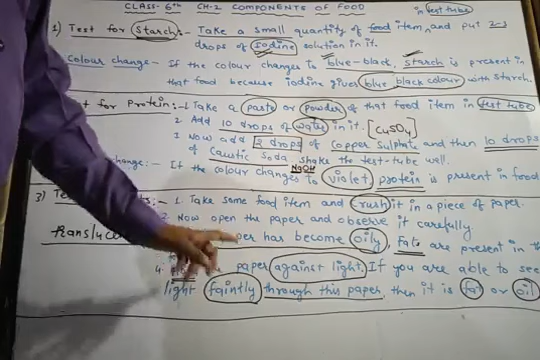 CLASS- 6th CH-2 COMPONENTS OF FOOD
in test tube
1) Test for Starch:- Take a small quantity of food item, and put 2-3
drops of Iodine solution in it.
Colour change - If the colour changes to blue-black, starch is present in
that food because iodine gives blue black colour with starch.
t for Protein:- 1. Take a paste or powder of that food item in test tube
2. Add 10 drops of water in it. [CuSO4]
Now add 2 drops of Copper Sulphate and then 10 drops
of Caustic Soda, shake the test-tube well.
NaOH
change:- If the colour changes to violet, protein is present in food
3) Te ts:- 1. Take some food item and crush it in a piece of paper.
2. Now open the paper and observe it carefully.
per has become oily, Fats are present in th
4. paper against light. If you are able to see
light faintly through this paper then it is fat or oil